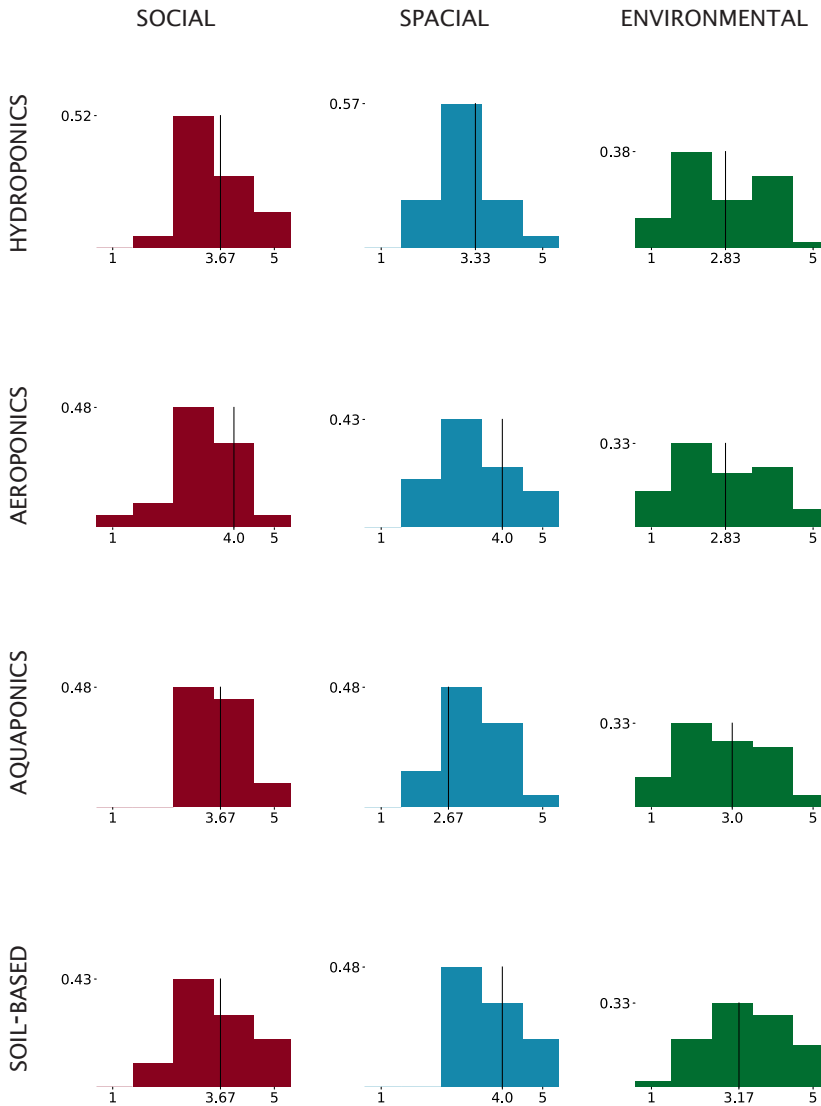 SOCIAL SPACIAL ENVIRONMENTAL
HYDROPONICS
0.52 0.57 0.38
1 3.67 5 1 3.33 5 1 2.83 5
AEROPONICS
0.48 0.43 0.33
1 4.0 5 1 4.0 5 1 2.83 5
AQUAPONICS
0.48 0.48 0.33
1 3.67 5 1 2.67 5 1 3.0 5
SOIL-BASED
0.43 0.48 0.33
1 3.67 5 1 4.0 5 1 3.17 5